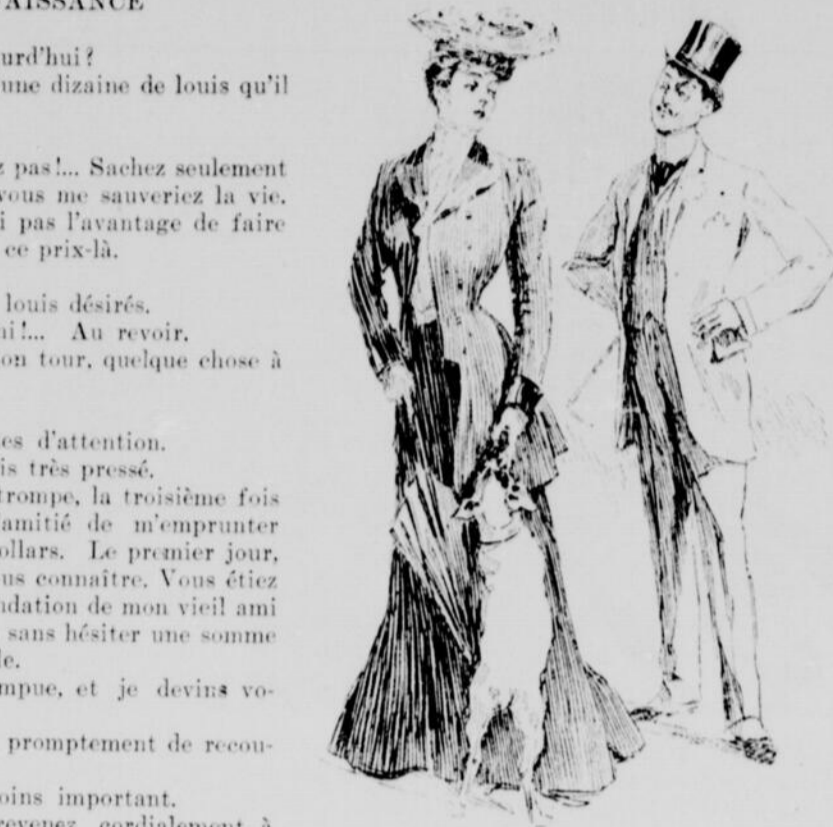 AISSANCE
urd'hui ?
une dizaine de louis qu'il
z pas !... Sachez seulement
vous me sauveriez la vie.
i pas l'avantage de faire
ce prix-là.
louis désirés.
ni !... Au revoir.
on tour, quelque chose à
es d'attention.
is très pressé.
trompe, la troisième fois
amitié de m'emprunter
ollars. Le premier jour,
us connaître. Vous étiez
ndation de mon vieil ami
sans hésiter une somme
le.
mpue, et je devins vo-
promptement de recou-
oins important.
revenez cordialement à